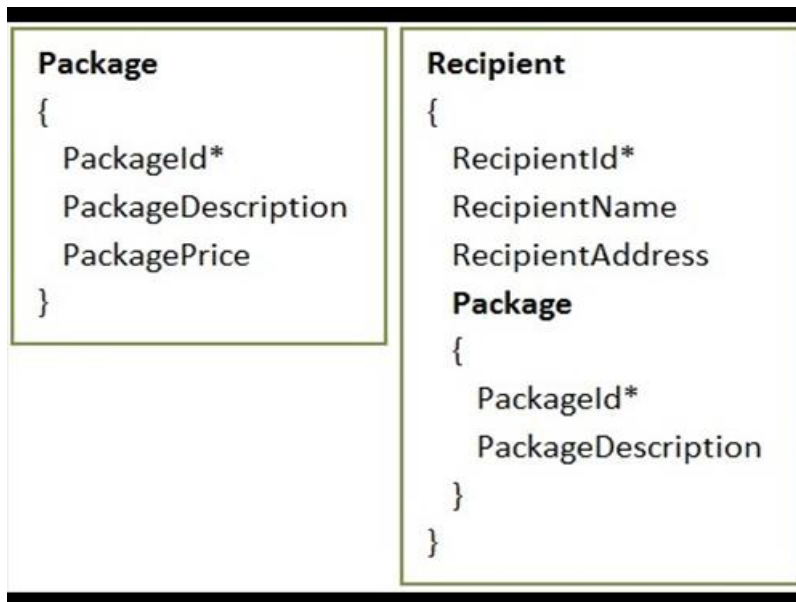 Package
{
PackageId*
PackageDescription
PackagePrice
}
Recipient
{
RecipientId*
RecipientName
RecipientAddress
Package
{
PackageId*
PackageDescription
}
}